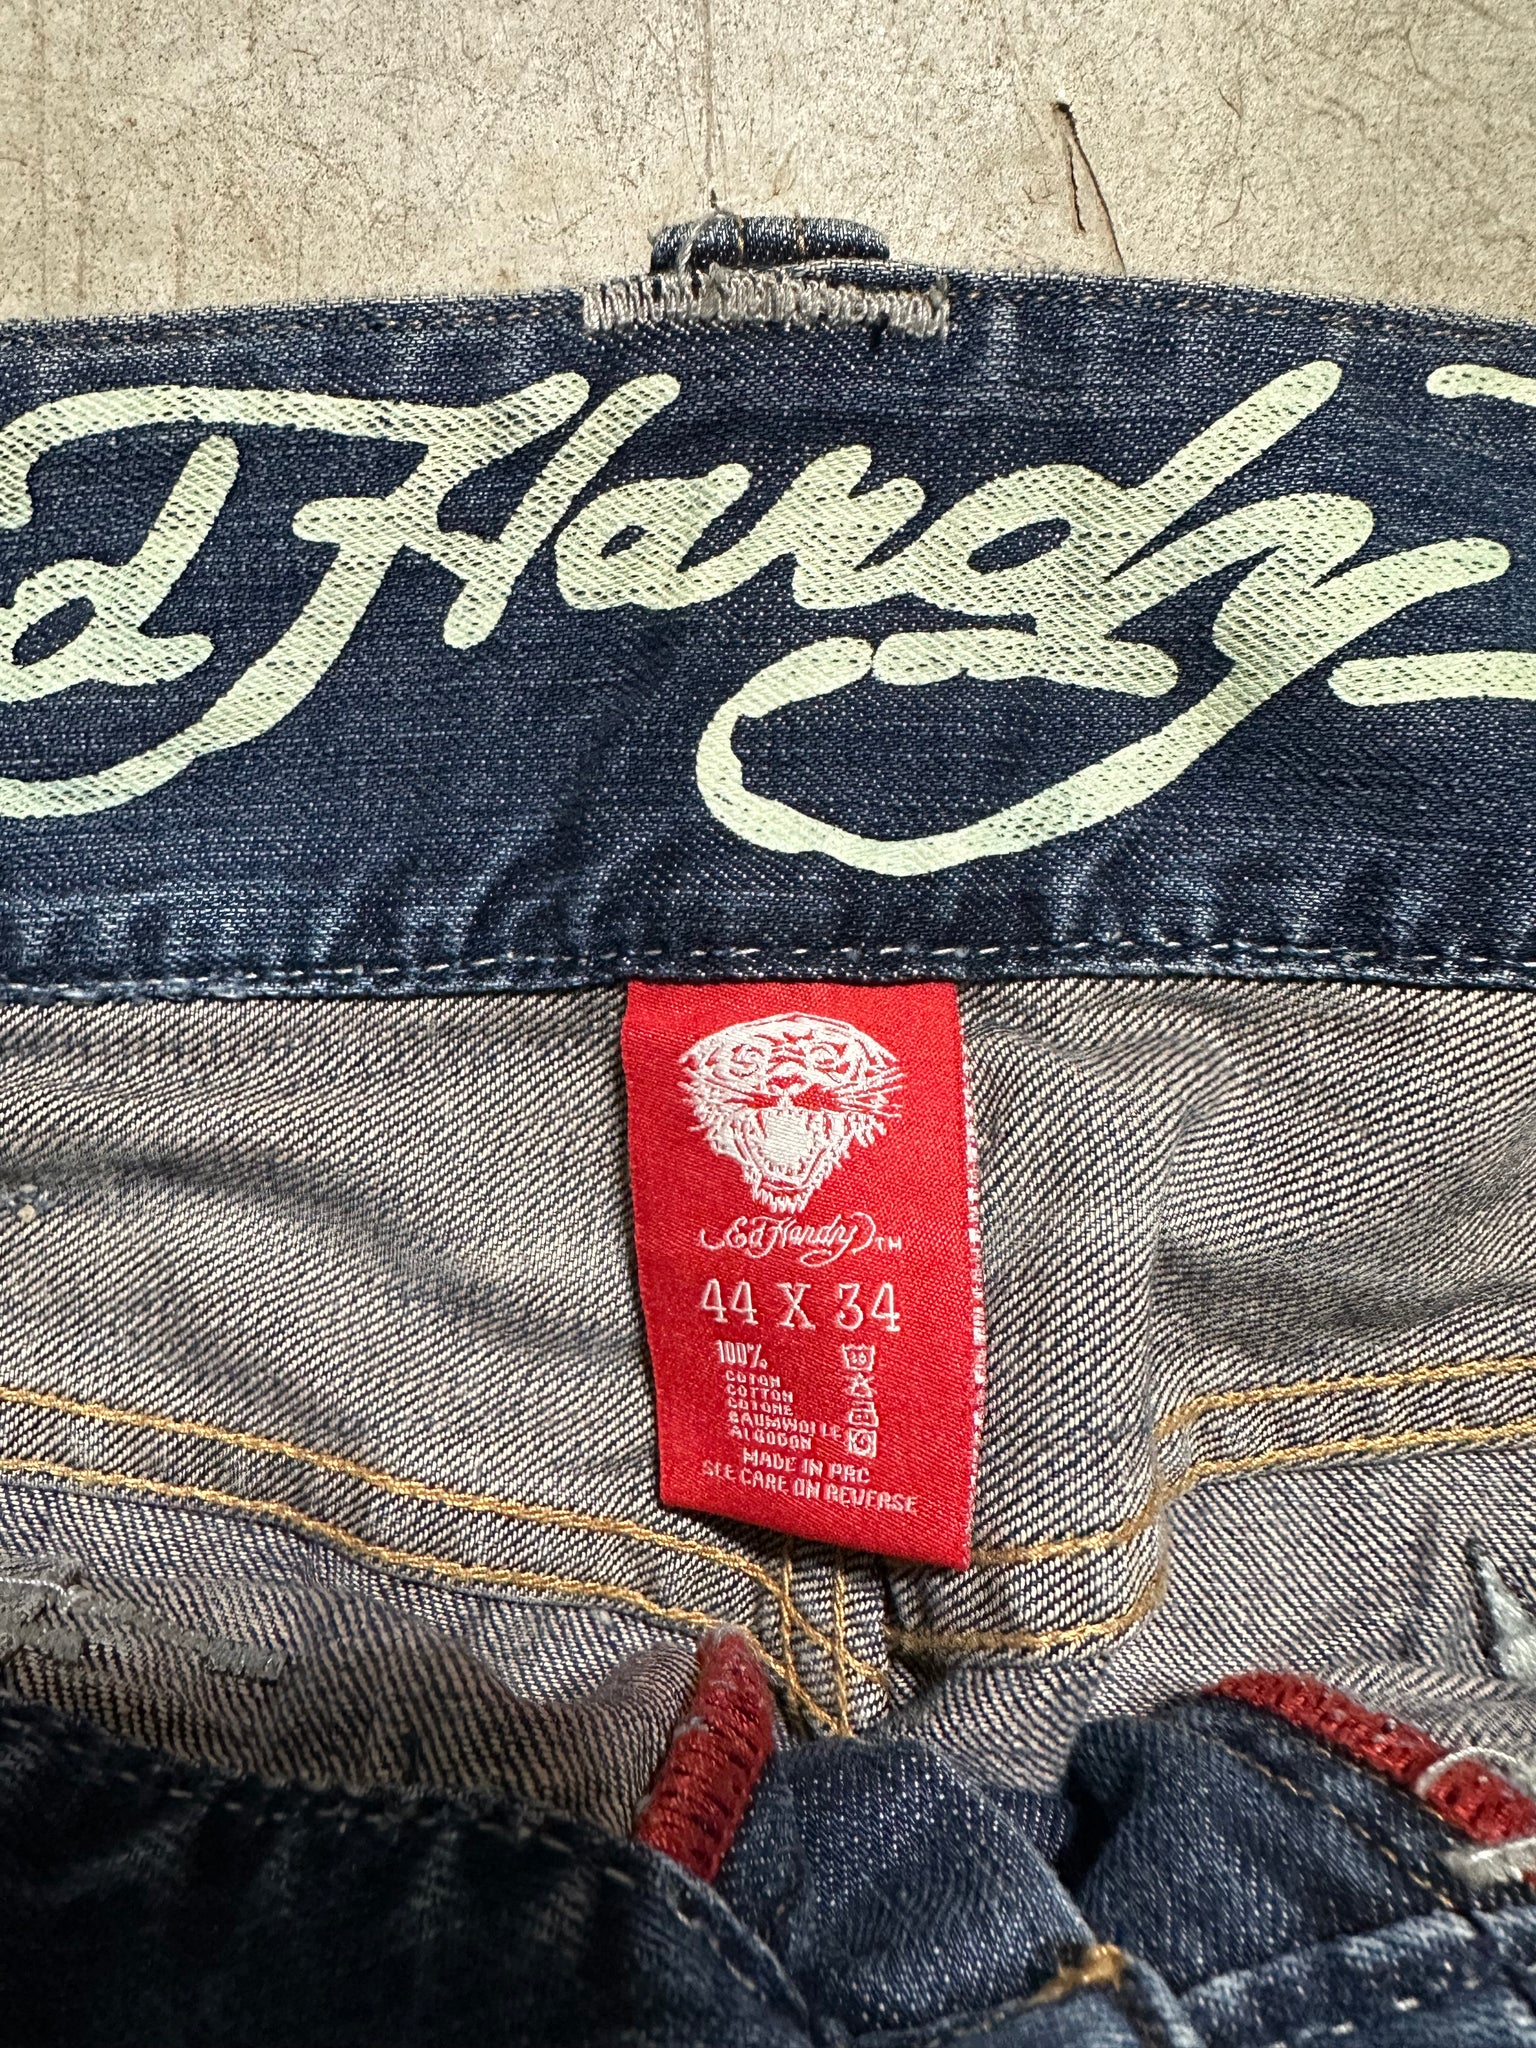 Ed Hardy
Ed Hardy TM
44 X 34
100%
COTON
COTTON
COTONE
BAUMWOLLE
ALGODON
MADE IN PRC
SEE CARE ON REVERSE